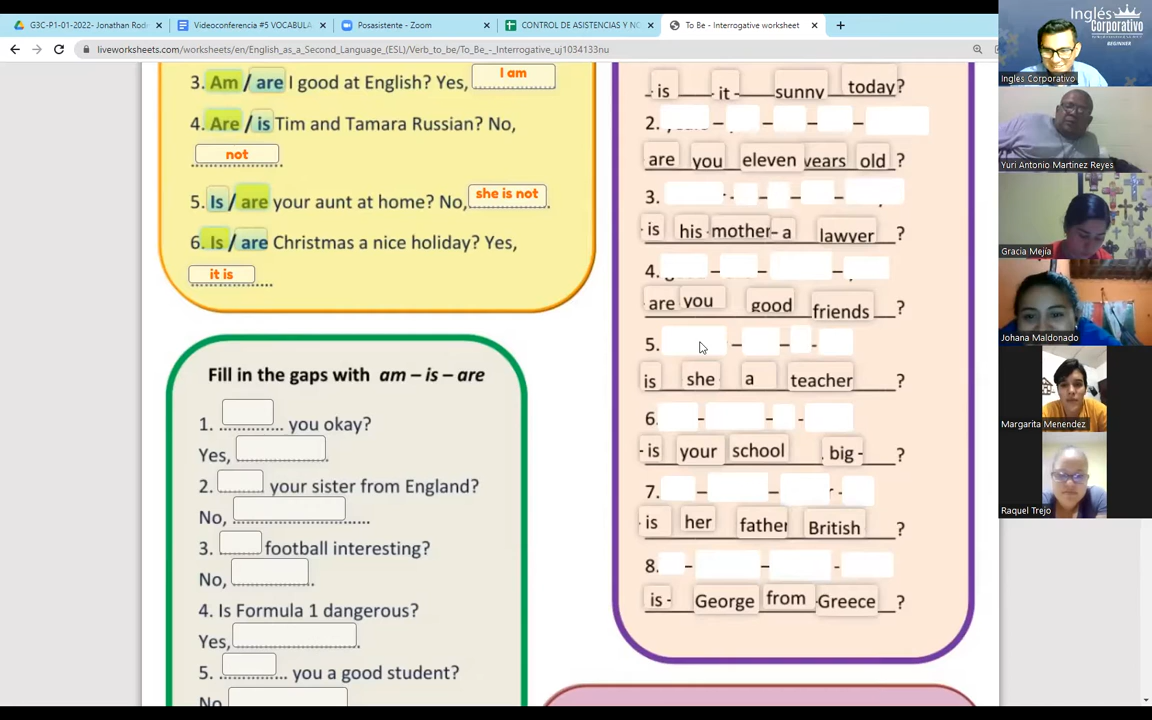 G3C-P1-01-2022- Jonathan Rod
Videoconferencia #5 VOCABULA
Posasistente - Zoom
CONTROL DE ASISTENCIAS Y NO
To Be - Interrogative worksheet
liveworksheets.com/worksheets/en/English_as_a_Second_Language_(ESL)/Verb_to_be/To_Be_-_Interrogative_uj1034133nu
3. Am / are I good at English? Yes, I am
4. Are / is Tim and Tamara Russian? No,
not
5. Is / are your aunt at home? No, she is not.
6. Is / are Christmas a nice holiday? Yes,
it is
Fill in the gaps with am – is – are
1. ............. you okay?
Yes, .
2. your sister from England?
No, ......
3. football interesting?
No, .
4. Is Formula 1 dangerous?
Yes, .
5. ............. you a good student?
No
is it - sunny today?
2.
are you eleven years old ?
3.
is his mother - a lawyer ?
4.
are you good friends ?
5.
is she a teacher ?
6.
is your school big - ?
7.
is her father British ?
8.
is - George from Greece ?
Inglés
Corporativo
BEGINNER
Inglés Corporativo
Yuri Antonio Martinez Reyes
Gracia Mejía
Johana Maldonado
Margarita Menendez
Raquel Trejo